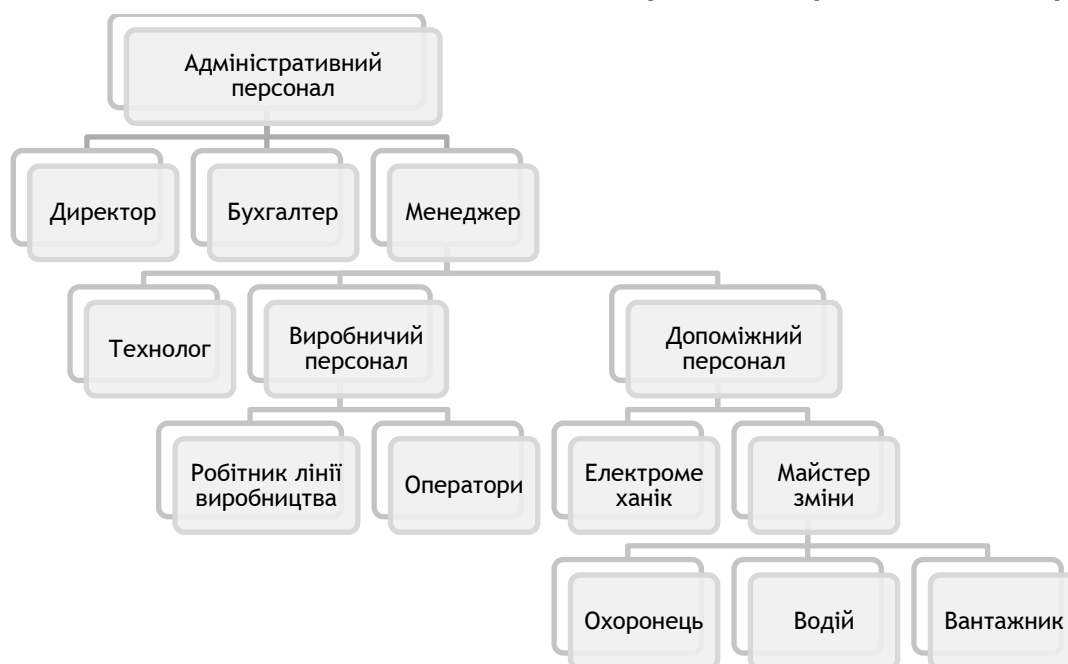 Адміністративний
персонал
Директор
Бухгалтер
Менеджер
Технолог
Виробничий
персонал
Допоміжний
персонал
Робітник лінії
виробництва
Оператори
Електроме
ханік
Майстер
зміни
Охоронець
Водій
Вантажник